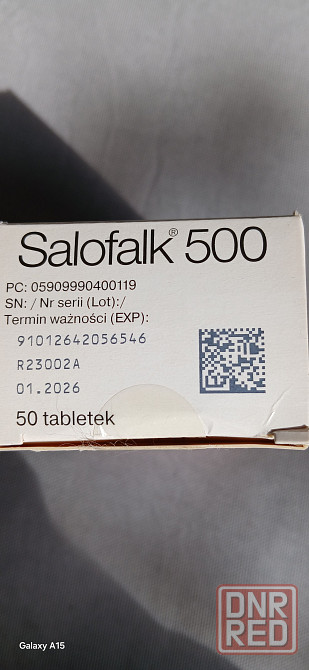 Salofalk® 500
PC: 05909990400119
SN: / Nr serii (Lot):/
Termin ważności (EXP):
91012642056546
R23002A
01.2026
50 tabletek
Galaxy A15
DNR
RED